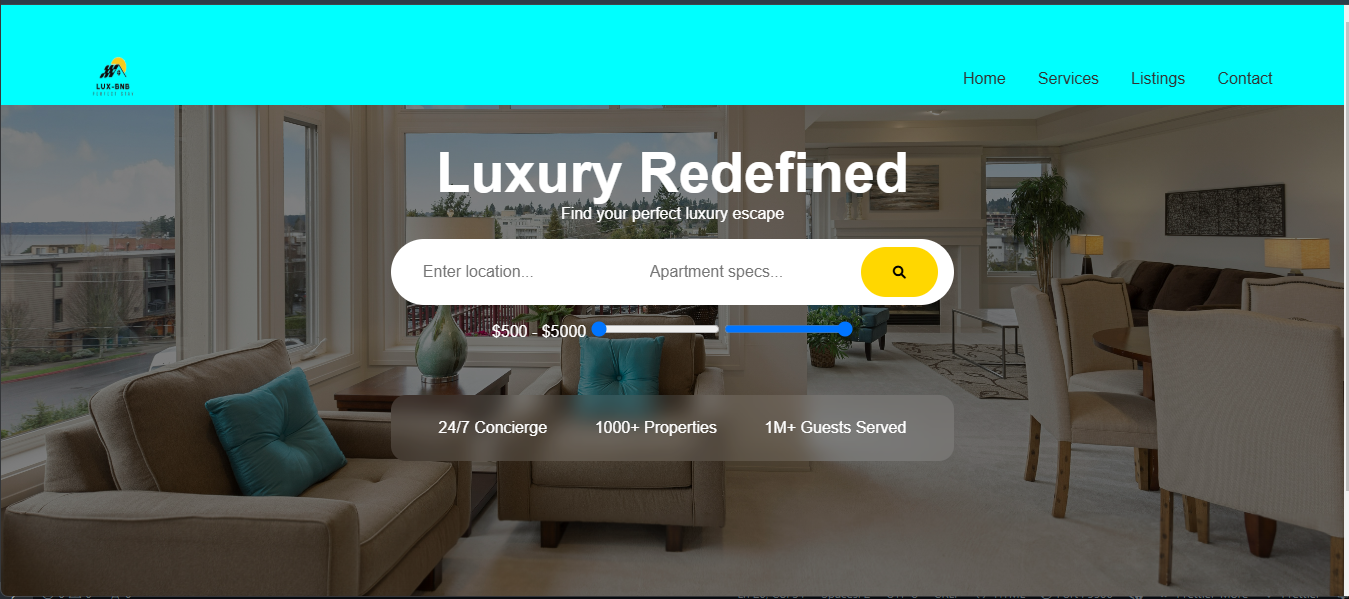 LUX-BNB
Home Services Listings Contact
Luxury Redefined
Find your perfect luxury escape
Enter location... Apartment specs...
$500 - $5000
24/7 Concierge 1000+ Properties 1M+ Guests Served